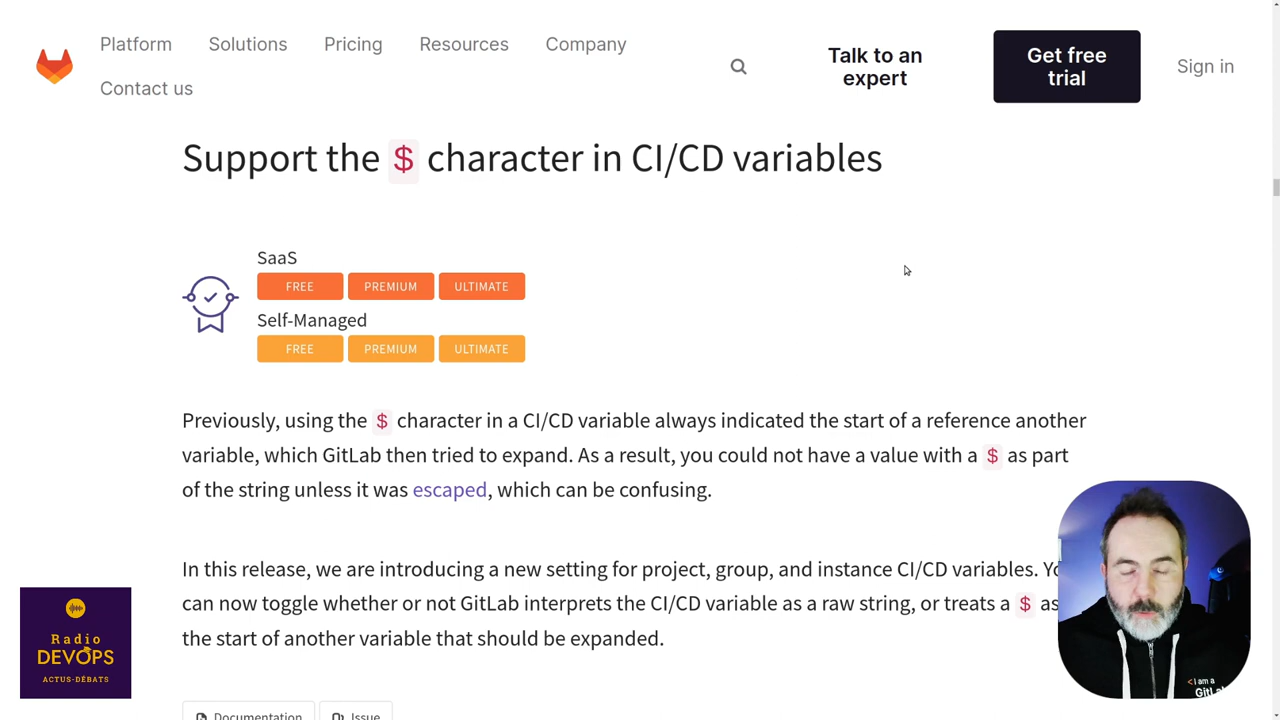 Platform
Solutions
Pricing
Resources
Company
Contact us
Talk to an
expert
Get free
trial
Sign in
Support the $ character in CI/CD variables
SaaS
FREE PREMIUM ULTIMATE
Self-Managed
FREE PREMIUM ULTIMATE
Previously, using the $ character in a CI/CD variable always indicated the start of a reference another
variable, which GitLab then tried to expand. As a result, you could not have a value with a $ as part
of the string unless it was escaped, which can be confusing.
In this release, we are introducing a new setting for project, group, and instance CI/CD variables.
can now toggle whether or not GitLab interprets the CI/CD variable as a raw string, or treats a $ as
the start of another variable that should be expanded.
Documentation
Issue
Radio
DEVOPS
ACTUS-DÉBATS
I am a